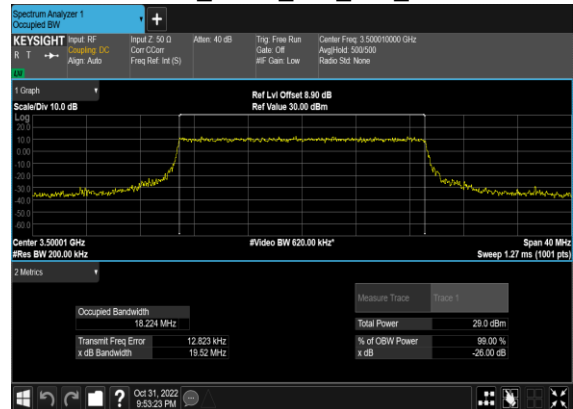 Spectrum Analyzer 1
Occupied BW
+
KEYSIGHT Input: RF Input Z: 50 Ω Atten: 40 dB Trig: Free Run Center Freq: 3.500010000 GHz
R T Coupling: DC Corr CCorr Gate: Off Avg|Hold: 500/500
Align: Auto Freq Ref: Int (S) #IF Gain: Low Radio Std: None
1 Graph
Ref Lvl Offset 8.90 dB
Scale/Div 10.0 dB Ref Value 30.00 dBm
Log
20.0
10.0
0.00
-10.0
-20.0
-30.0
-40.0
-50.0
-60.0
Center 3.50001 GHz #Video BW 620.00 kHz* Span 40 MHz
#Res BW 200.00 kHz Sweep 1.27 ms (1001 pts)
2 Metrics
Measure Trace Trace 1
Occupied Bandwidth
18.224 MHz Total Power 29.0 dBm
Transmit Freq Error 12.823 kHz % of OBW Power 99.00 %
x dB Bandwidth 19.52 MHz x dB -26.00 dB
? Oct 31, 2022
9:53:23 PM